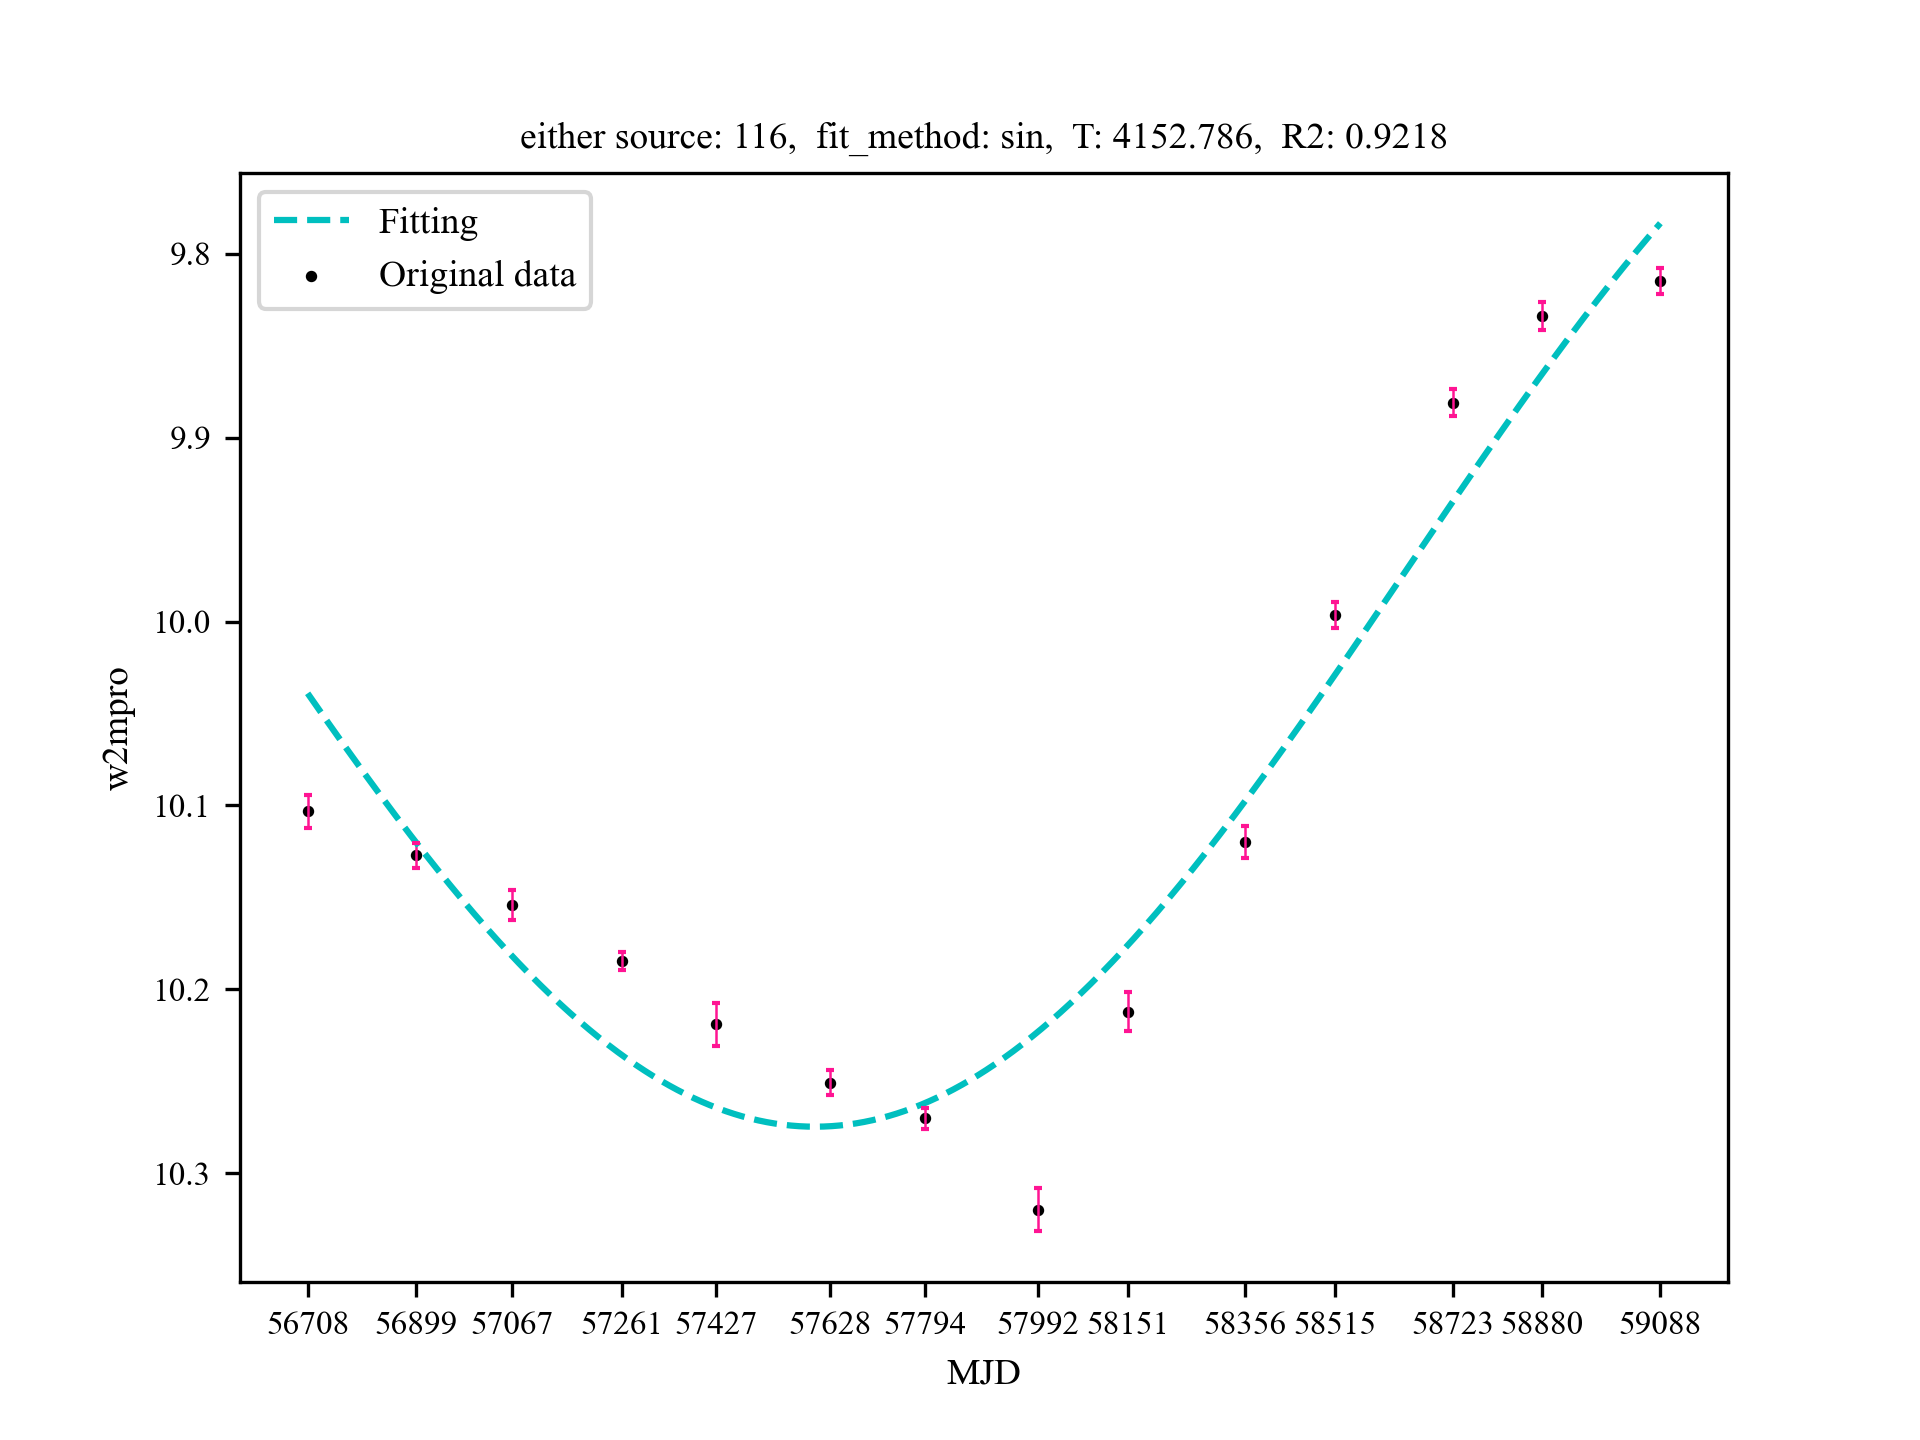 either source: 116,  fit_method: sin,  T: 4152.786,  R2: 0.9218
Fitting
Original data
9.8
9.9
10.0
10.1
10.2
10.3
w2mpro
56708 56899 57067 57261 57427 57628 57794 57992 58151 58356 58515 58723 58880 59088
MJD